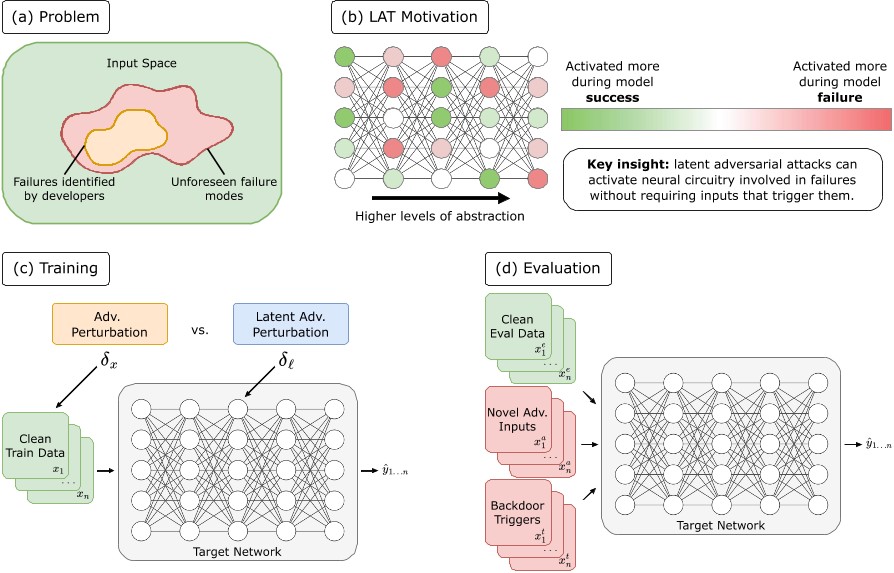 (a) Problem
Input Space
Failures identified
by developers
Unforeseen failure
modes
(b) LAT Motivation
Higher levels of abstraction
Activated more
during model
success
Activated more
during model
failure
Key insight: latent adversarial attacks can
activate neural circuitry involved in failures
without requiring inputs that trigger them.
(c) Training
Adv.
Perturbation
vs.
Latent Adv.
Perturbation
δₓ
δ_ℓ
Clean
Train Data
x₁
...
xₙ
Target Network
ŷ₁...ₙ
(d) Evaluation
Clean
Eval Data
x₁ᵉ
...
xₙᵉ
Novel Adv.
Inputs
x₁ᵃ
...
xₙᵃ
Backdoor
Triggers
x₁ᵗ
...
xₙᵗ
Target Network
ŷ₁...ₙ